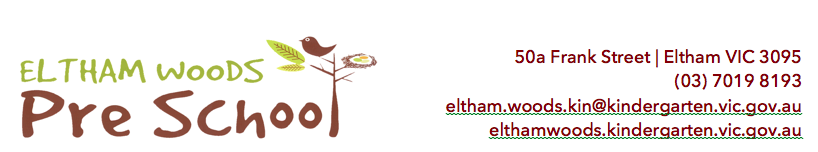 ELTHAM WOODS
Pre School
50a Frank Street | Eltham VIC 3095
(03) 7019 8193
eltham.woods.kin@kindergarten.vic.gov.au
elthamwoods.kindergarten.vic.gov.au